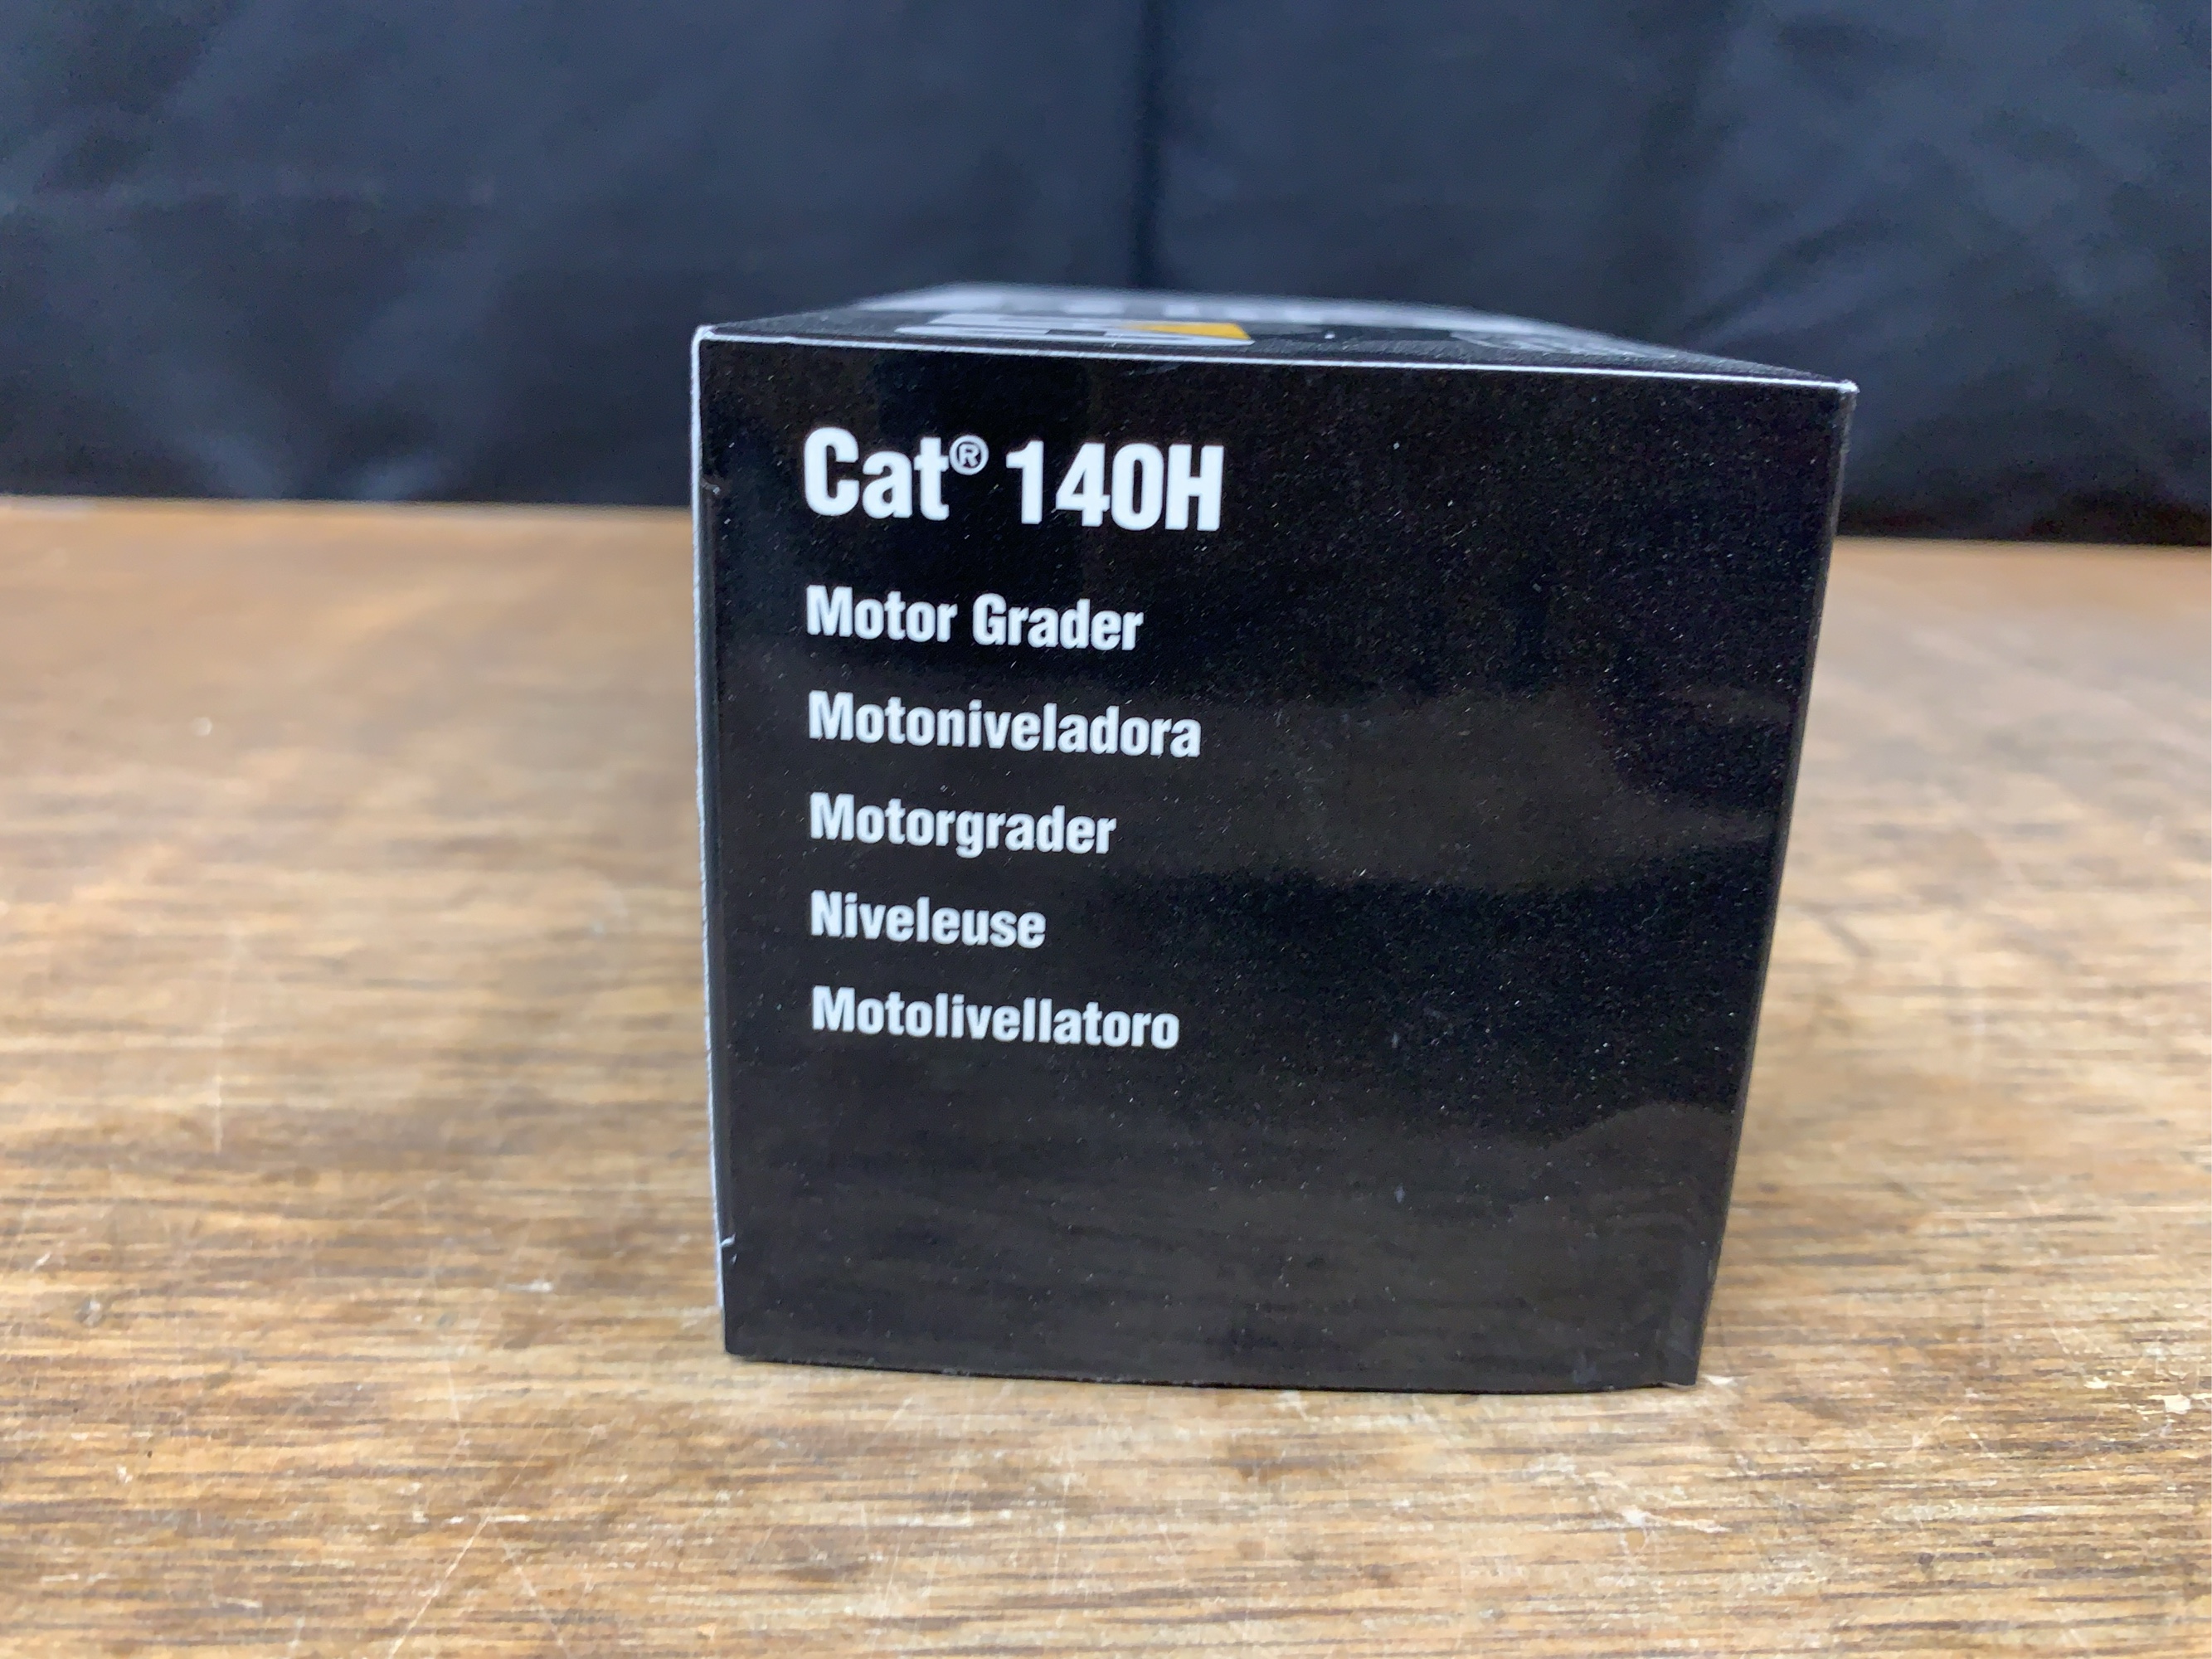 Cat® 140H
Motor Grader
Motoniveladora
Motorgrader
Niveleuse
Motolivellatoro